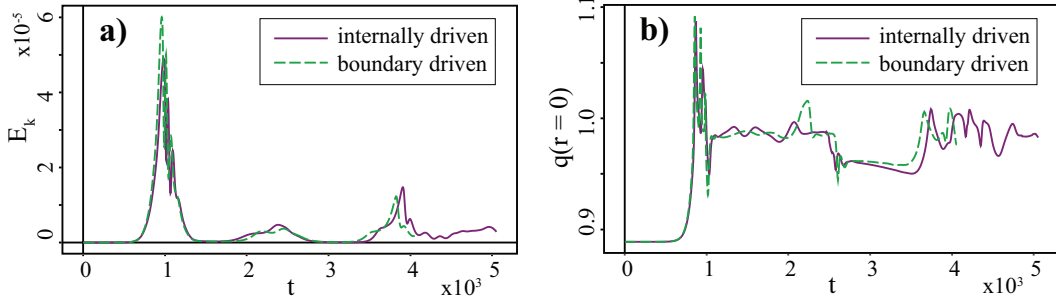 a)
x10⁻⁵
E_k
6
4
2
0
internally driven
boundary driven
0 1 2 3 4 5
t
x10³
b)
q(r = 0)
1.1
1.0
0.9
internally driven
boundary driven
0 1 2 3 4 5
t
x10³